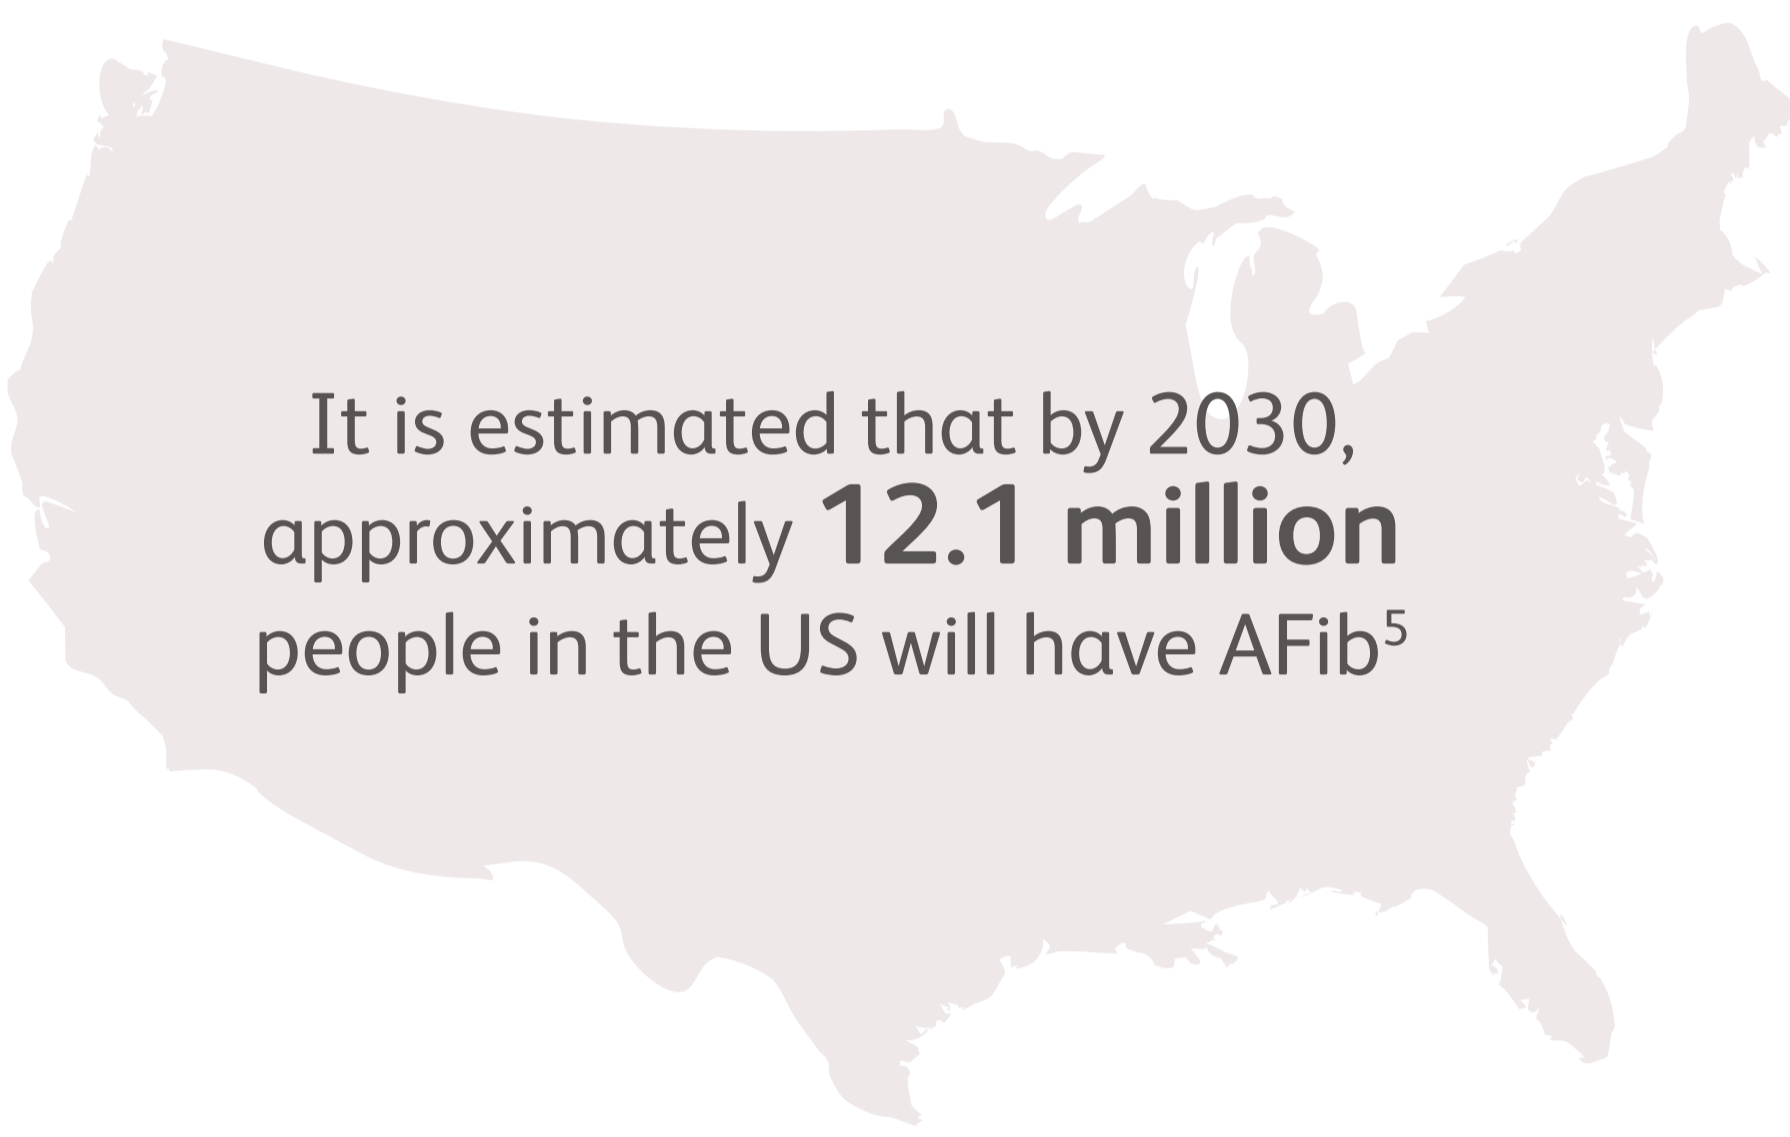 It is estimated that by 2030,
approximately 12.1 million
people in the US will have AFib⁵